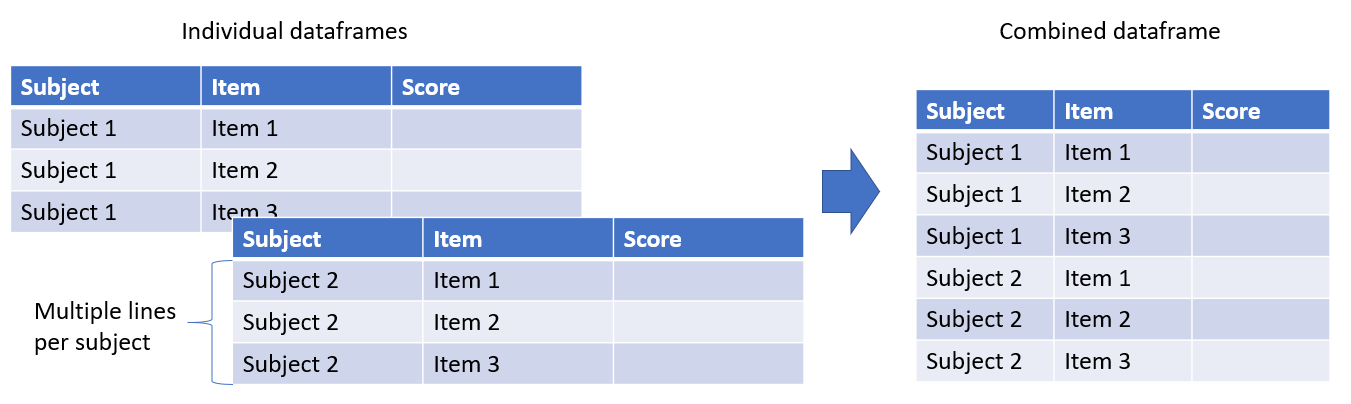 Individual dataframes
Subject Item Score
Subject 1 Item 1
Subject 1 Item 2
Subject 1 Item 3
Subject Item Score
Subject 2 Item 1
Subject 2 Item 2
Subject 2 Item 3
Multiple lines
per subject
Combined dataframe
Subject Item Score
Subject 1 Item 1
Subject 1 Item 2
Subject 1 Item 3
Subject 2 Item 1
Subject 2 Item 2
Subject 2 Item 3